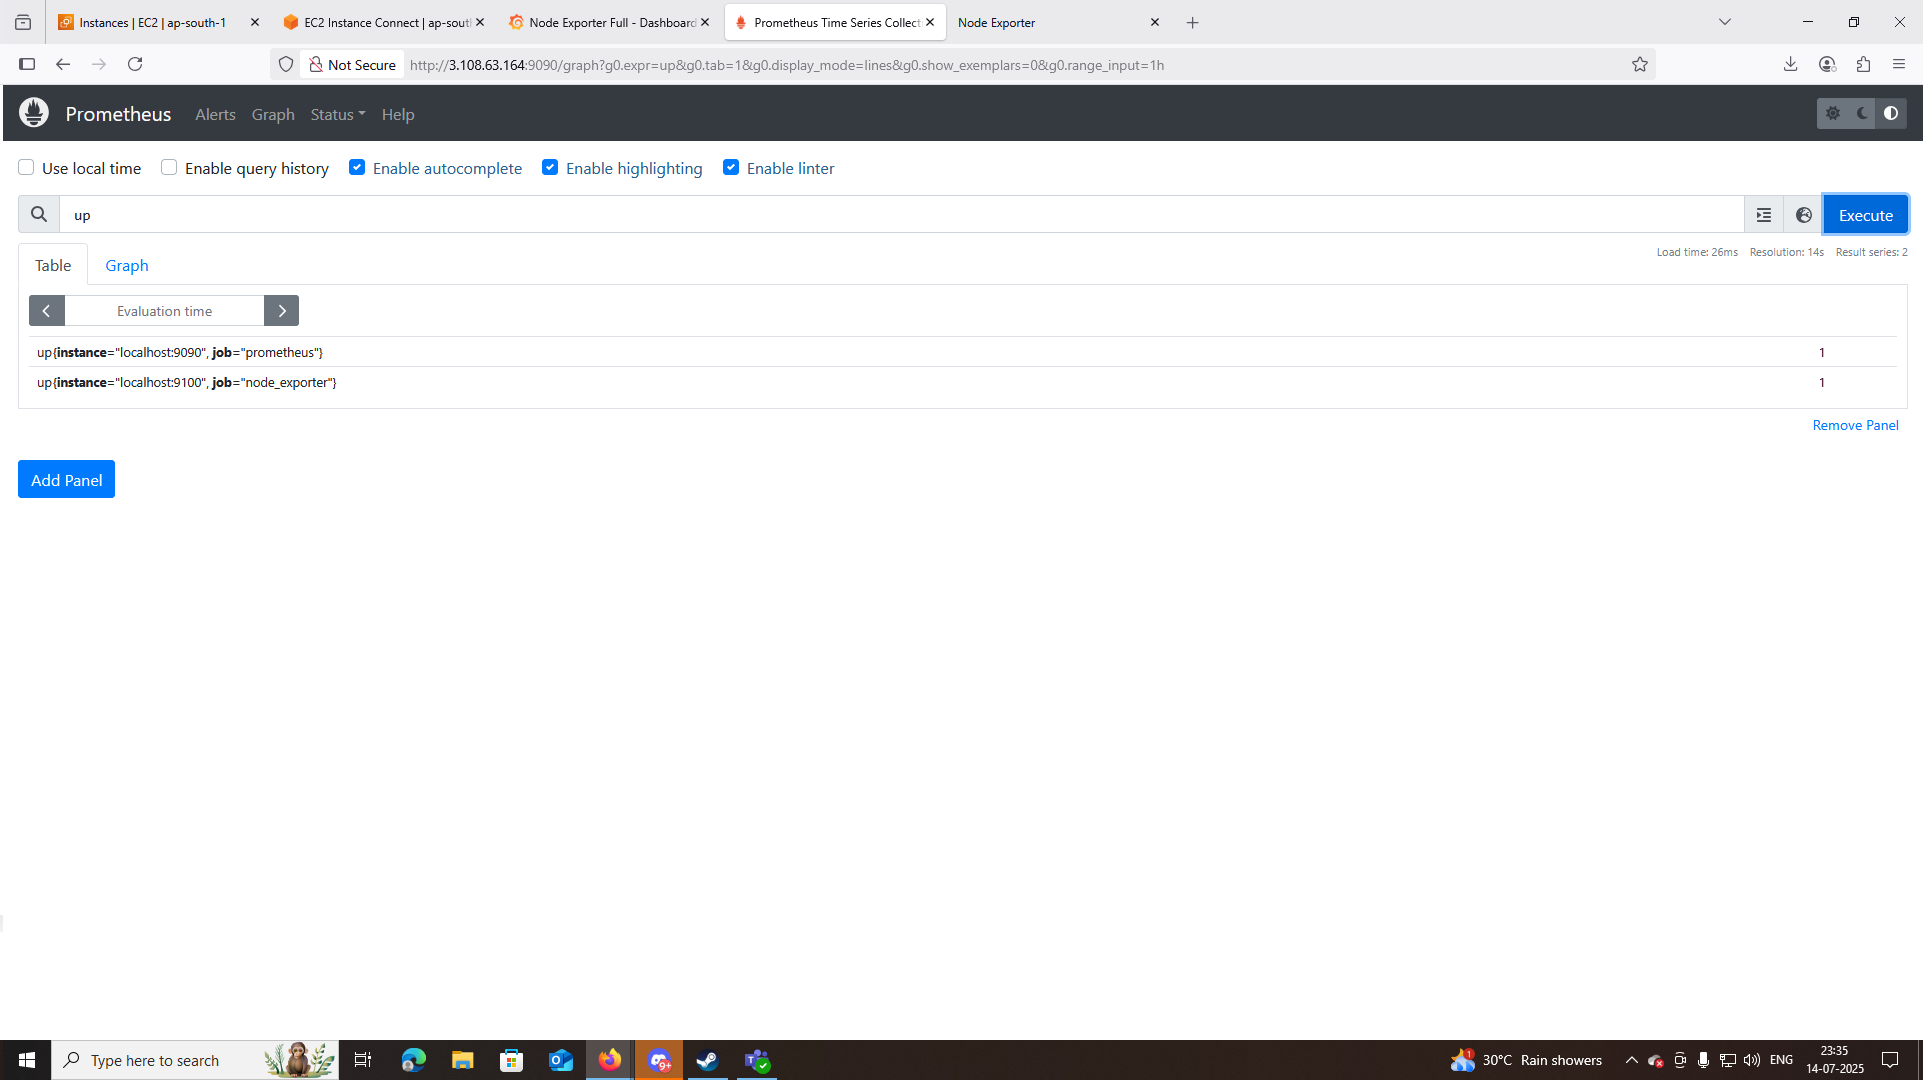 Instances | EC2 | ap-south-1
EC2 Instance Connect | ap-sout
Node Exporter Full - Dashboard
Prometheus Time Series Collect
Node Exporter
Not Secure
http://3.108.63.164:9090/graph?g0.expr=up&g0.tab=1&g0.display_mode=lines&g0.show_exemplars=0&g0.range_input=1h
Prometheus Alerts Graph Status Help
Use local time Enable query history Enable autocomplete Enable highlighting Enable linter
up
Execute
Table Graph
Load time: 26ms Resolution: 14s Result series: 2
Evaluation time
up{instance="localhost:9090", job="prometheus"} 1
up{instance="localhost:9100", job="node_exporter"} 1
Remove Panel
Add Panel
Type here to search
9+
1
30°C Rain showers
ENG
23:35
14-07-2025